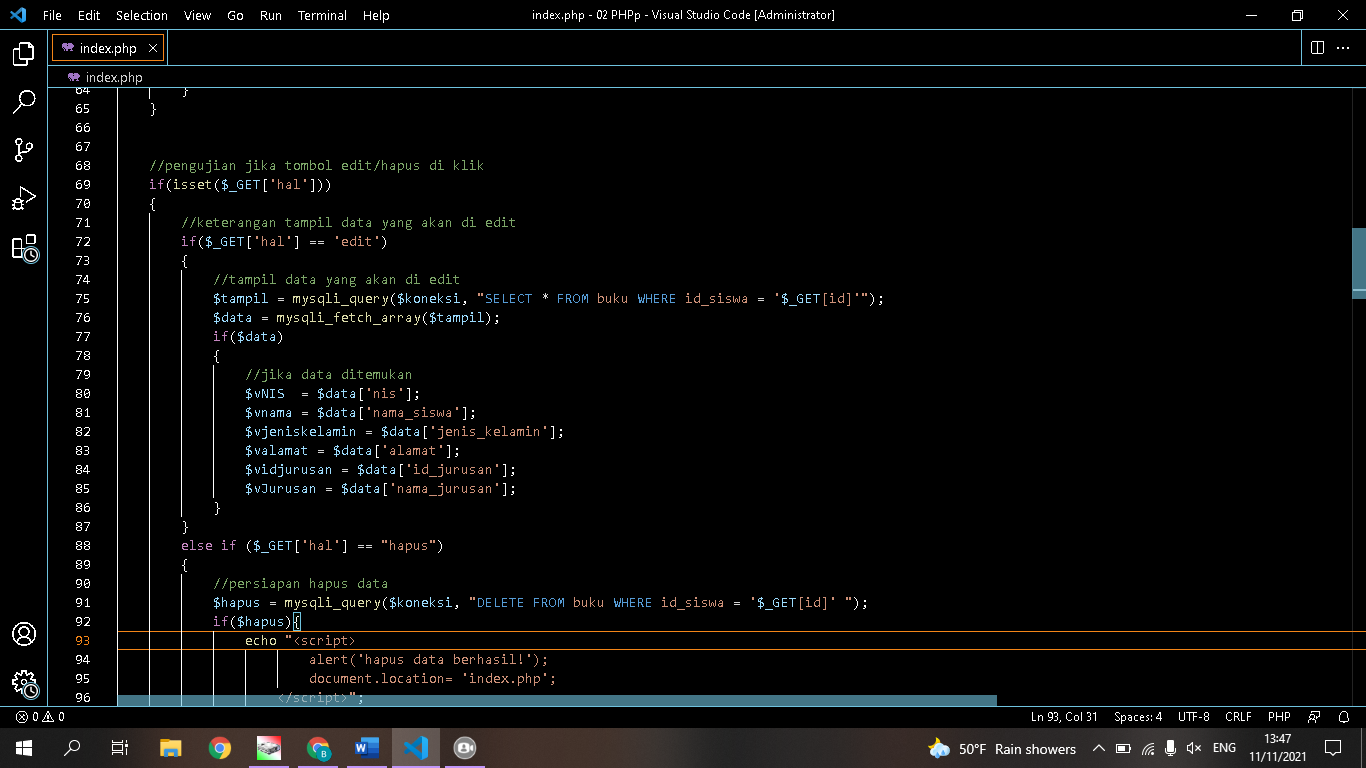 File Edit Selection View Go Run Terminal Help index.php - 02 PHPp - Visual Studio Code [Administrator]
index.php
index.php
64 }
65 }
66
67
68 //pengujian jika tombol edit/hapus di klik
69 if(isset($_GET['hal']))
70 {
71 //keterangan tampil data yang akan di edit
72 if($_GET['hal'] == 'edit')
73 {
74 //tampil data yang akan di edit
75 $tampil = mysqli_query($koneksi, "SELECT * FROM buku WHERE id_siswa = '$_GET[id]'");
76 $data = mysqli_fetch_array($tampil);
77 if($data)
78 {
79 //jika data ditemukan
80 $vNIS  = $data['nis'];
81 $vnama = $data['nama_siswa'];
82 $vjeniskelamin = $data['jenis_kelamin'];
83 $valamat = $data['alamat'];
84 $vidjurusan = $data['id_jurusan'];
85 $vJurusan = $data['nama_jurusan'];
86 }
87 }
88 else if ($_GET['hal'] == "hapus")
89 {
90 //persiapan hapus data
91 $hapus = mysqli_query($koneksi, "DELETE FROM buku WHERE id_siswa = '$_GET[id]' ");
92 if($hapus){
93 echo "<script>
94 alert('hapus data berhasil!');
95 document.location= 'index.php';
96 </script>";
0 0 Ln 93, Col 31 Spaces: 4 UTF-8 CRLF PHP
50°F Rain showers ENG 13:47
11/11/2021